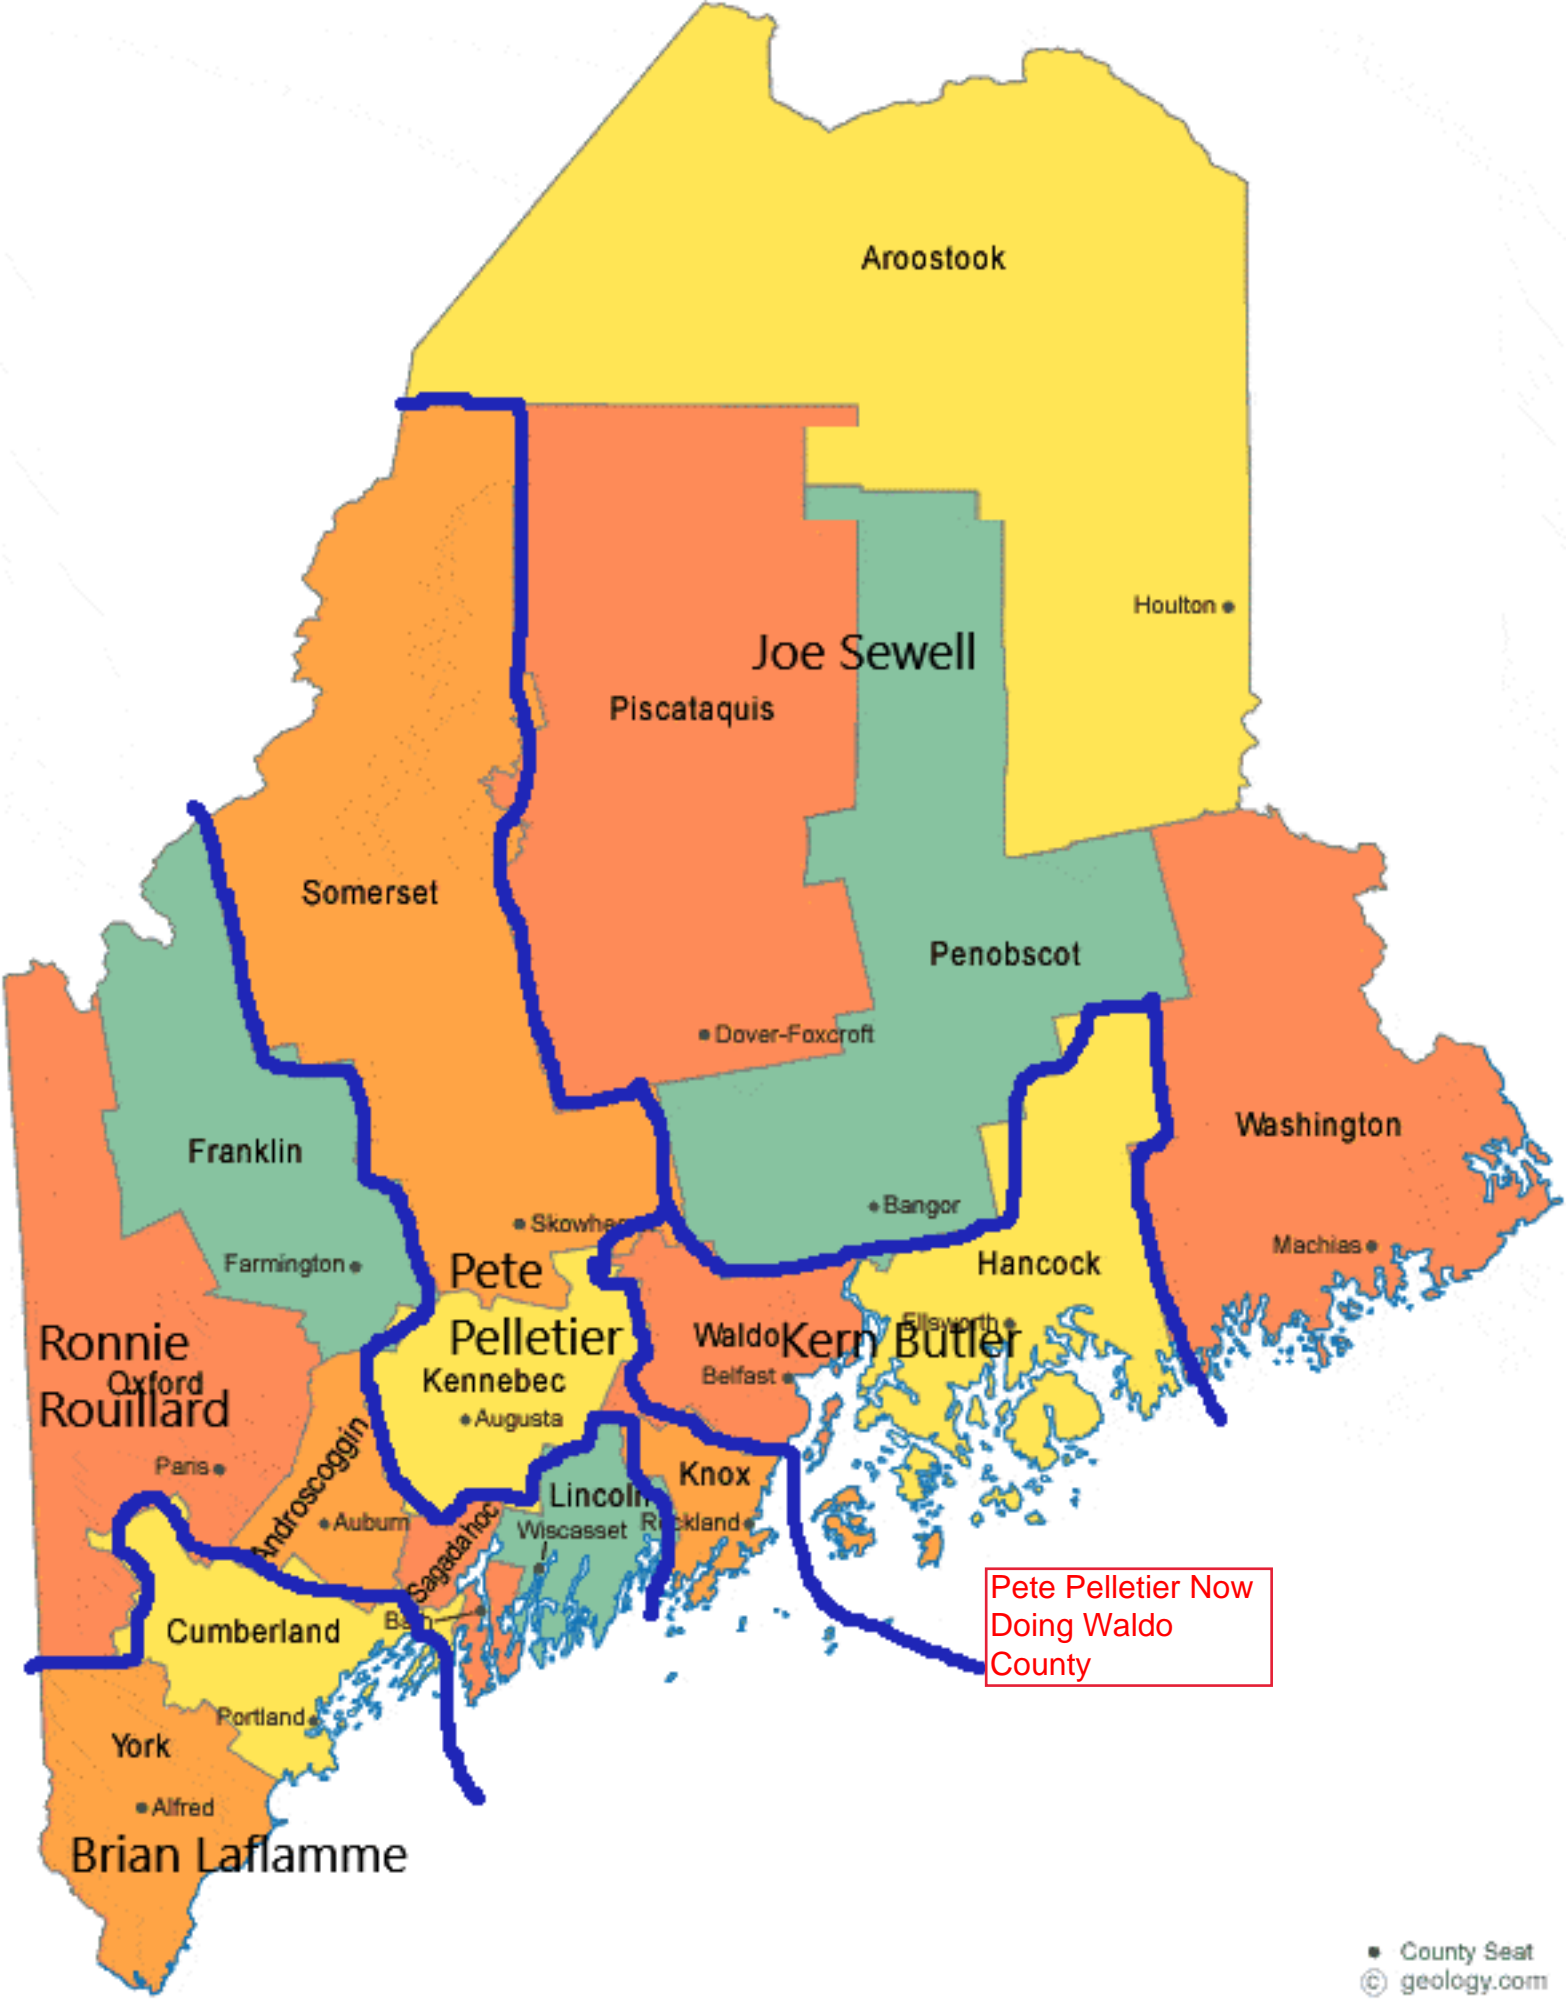 Aroostook
Houlton
Joe Sewell
Piscataquis
Somerset
Penobscot
Dover-Foxcroft
Washington
Franklin
Bangor
Machias
Farmington
Pete
Pelletier
Hancock
Ellsworth
Waldo
Kern Butler
Belfast
Ronnie
Oxford
Rouillard
Kennebec
Augusta
Paris
Androscoggin
Auburn
Knox
Lincoln
Wiscasset
Rockland
Sagadahoc
Pete Pelletier Now
Doing Waldo
County
Cumberland
Portland
York
Alfred
Brian Laflamme
County Seat
© geology.com